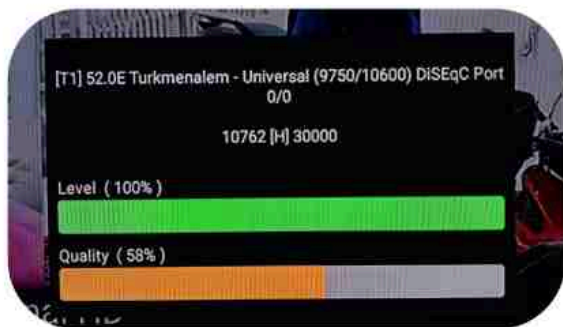 [T1] 52.0E Turkmenalem - Universal (9750/10600) DiSEqC Port
0/0
10762 [H] 30000
Level ( 100% )
Quality ( 58% )